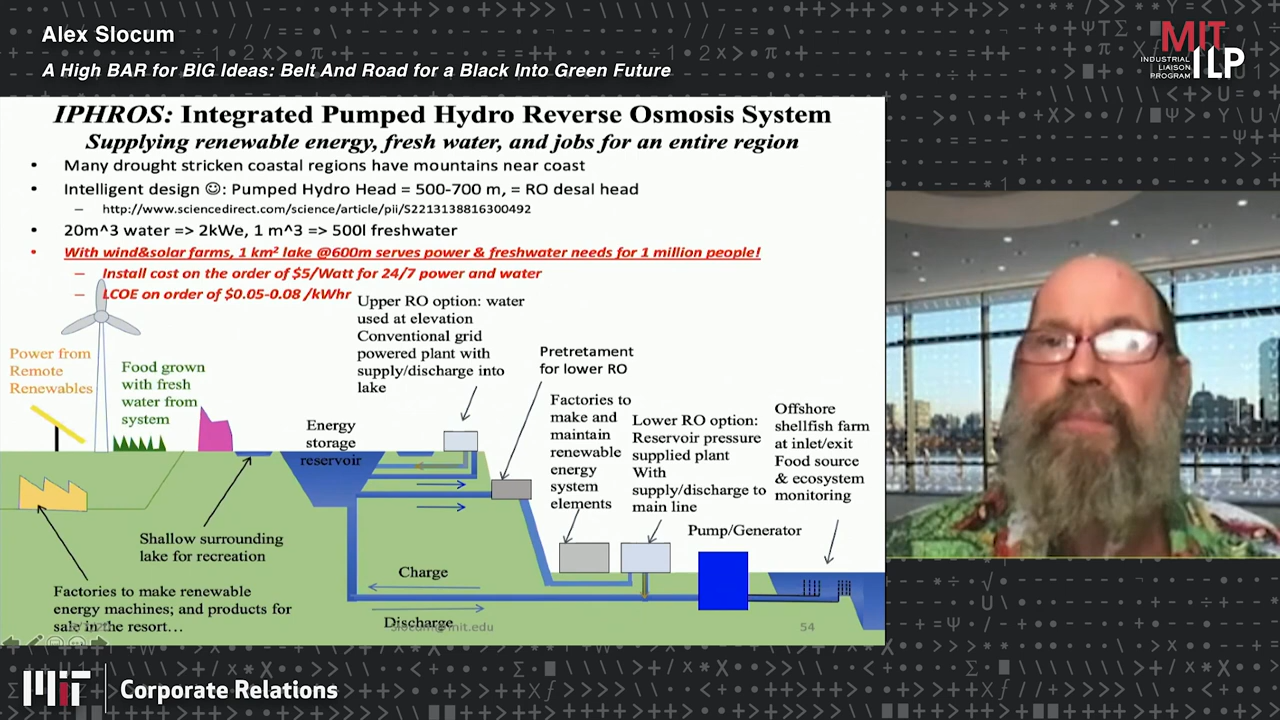 Alex Slocum
A High BAR for BIG Ideas: Belt And Road for a Black Into Green Future
MIT
INDUSTRIAL
LIAISON
PROGRAM
ILP
IPHROS: Integrated Pumped Hydro Reverse Osmosis System
Supplying renewable energy, fresh water, and jobs for an entire region
• Many drought stricken coastal regions have mountains near coast
• Intelligent design ☺: Pumped Hydro Head = 500-700 m, = RO desal head
– http://www.sciencedirect.com/science/article/pii/S2213138816300492
• 20m^3 water => 2kWe, 1 m^3 => 500l freshwater
• With wind&solar farms, 1 km² lake @600m serves power & freshwater needs for 1 million people!
– Install cost on the order of $5/Watt for 24/7 power and water
– LCOE on order of $0.05-0.08 /kWhr
Upper RO option: water
used at elevation
Conventional grid
powered plant with
supply/discharge into
lake
Power from
Remote
Renewables
Food grown
with fresh
water from
system
Energy
storage
reservoir
Pretretament
for lower RO
Factories to
make and
maintain
renewable
energy
system
elements
Lower RO option:
Reservoir pressure
supplied plant
With
supply/discharge to
main line
Offshore
shellfish farm
at inlet/exit
Food source
& ecosystem
monitoring
Pump/Generator
Shallow surrounding
lake for recreation
Charge
Discharge
Factories to make renewable
energy machines; and products for
sale in the resort…
slocum@mit.edu
54
MIT
Corporate Relations